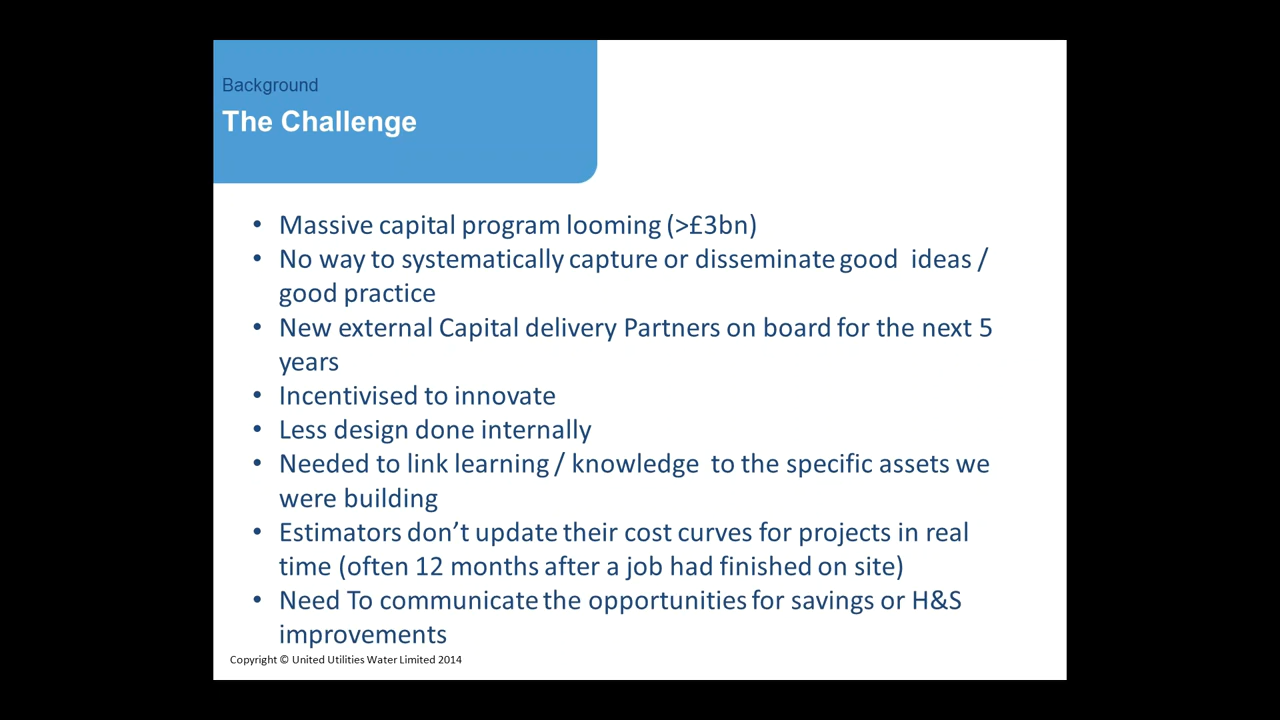 Background
The Challenge
• Massive capital program looming (>£3bn)
• No way to systematically capture or disseminate good  ideas /
good practice
• New external Capital delivery Partners on board for the next 5
years
• Incentivised to innovate
• Less design done internally
• Needed to link learning / knowledge  to the specific assets we
were building
• Estimators don’t update their cost curves for projects in real
time (often 12 months after a job had finished on site)
• Need To communicate the opportunities for savings or H&S
improvements
Copyright © United Utilities Water Limited 2014